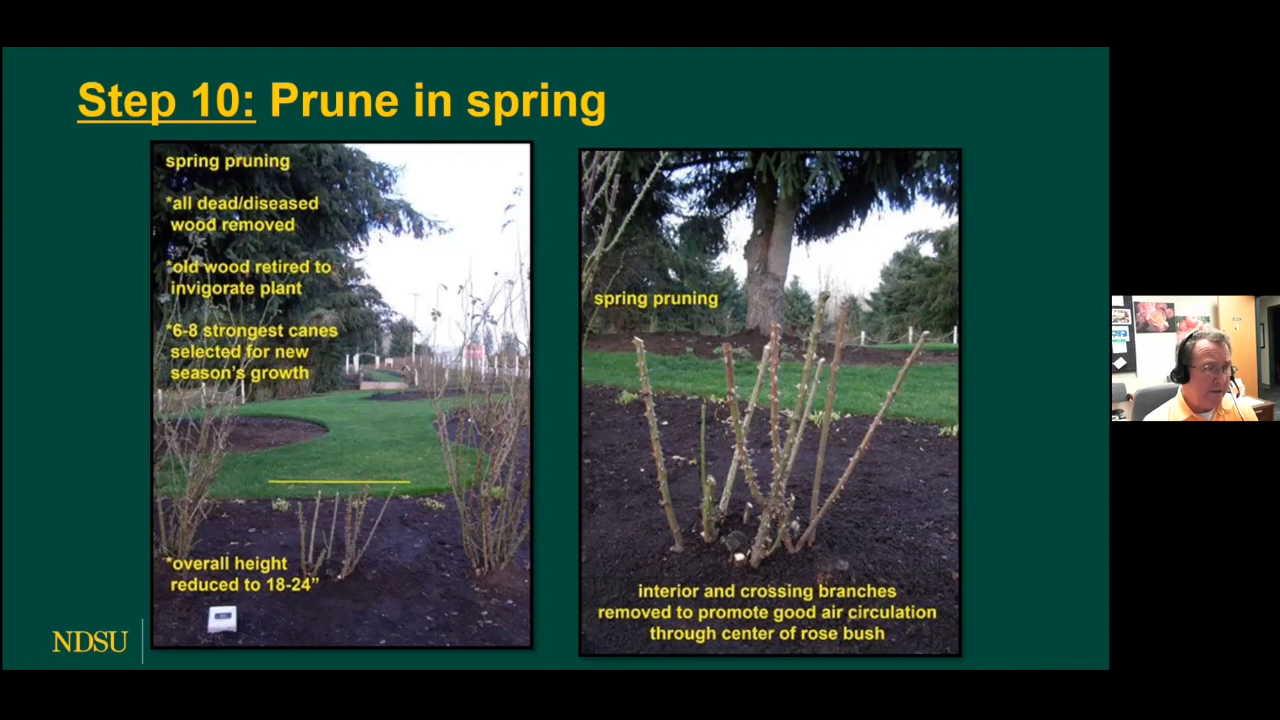 Step 10: Prune in spring
spring pruning
*all dead/diseased
wood removed
*old wood retired to
invigorate plant
*6-8 strongest canes
selected for new
season's growth
*overall height
reduced to 18-24”
spring pruning
interior and crossing branches
removed to promote good air circulation
through center of rose bush
NDSU